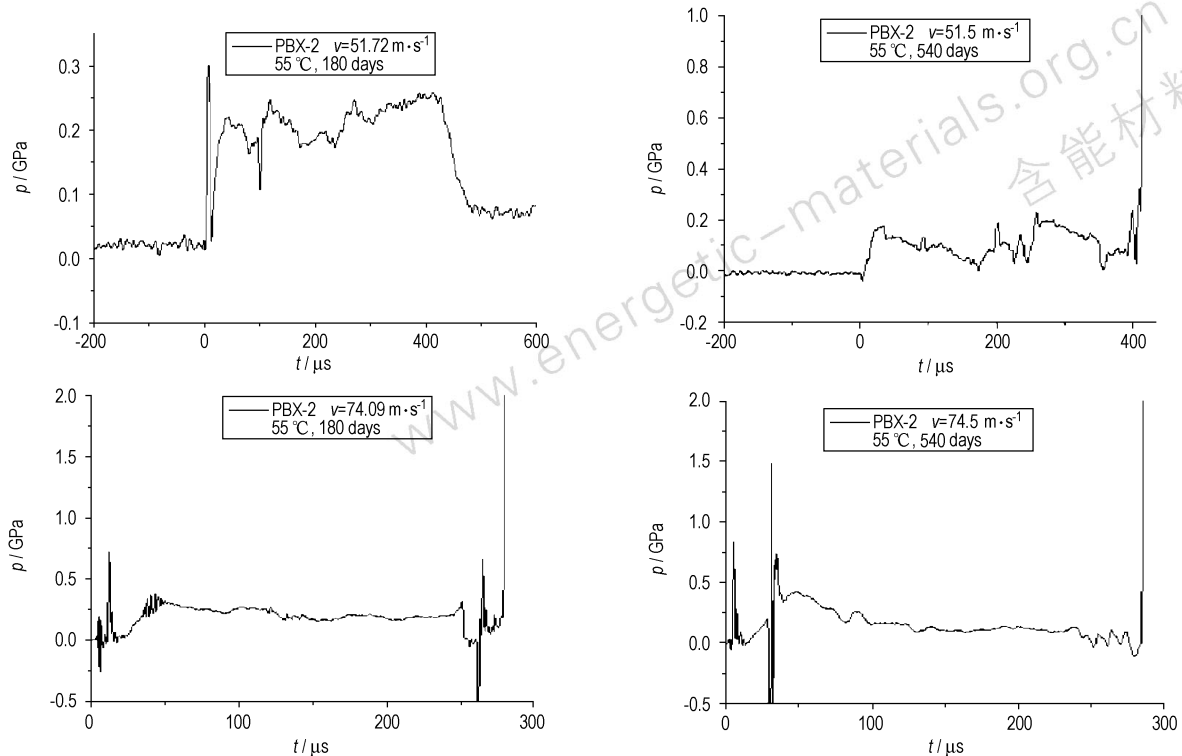 PBX-2 v=51.72 m·s⁻¹
55 ℃, 180 days
p / GPa
0.3
0.2
0.1
0.0
-0.1
-200
0
200
400
600
t / μs
PBX-2 v=51.5 m·s⁻¹
55 ℃, 540 days
p / GPa
1.0
0.8
0.6
0.4
0.2
0.0
-0.2
-200
0
200
400
t / μs
PBX-2 v=74.09 m·s⁻¹
55 ℃, 180 days
p / GPa
2.0
1.5
1.0
0.5
0.0
-0.5
0
100
200
300
t / μs
PBX-2 v=74.5 m·s⁻¹
55 ℃, 540 days
p / GPa
2.0
1.5
1.0
0.5
0.0
-0.5
0
100
200
300
t / μs
www.energetic-materials.org.cn
含能材料